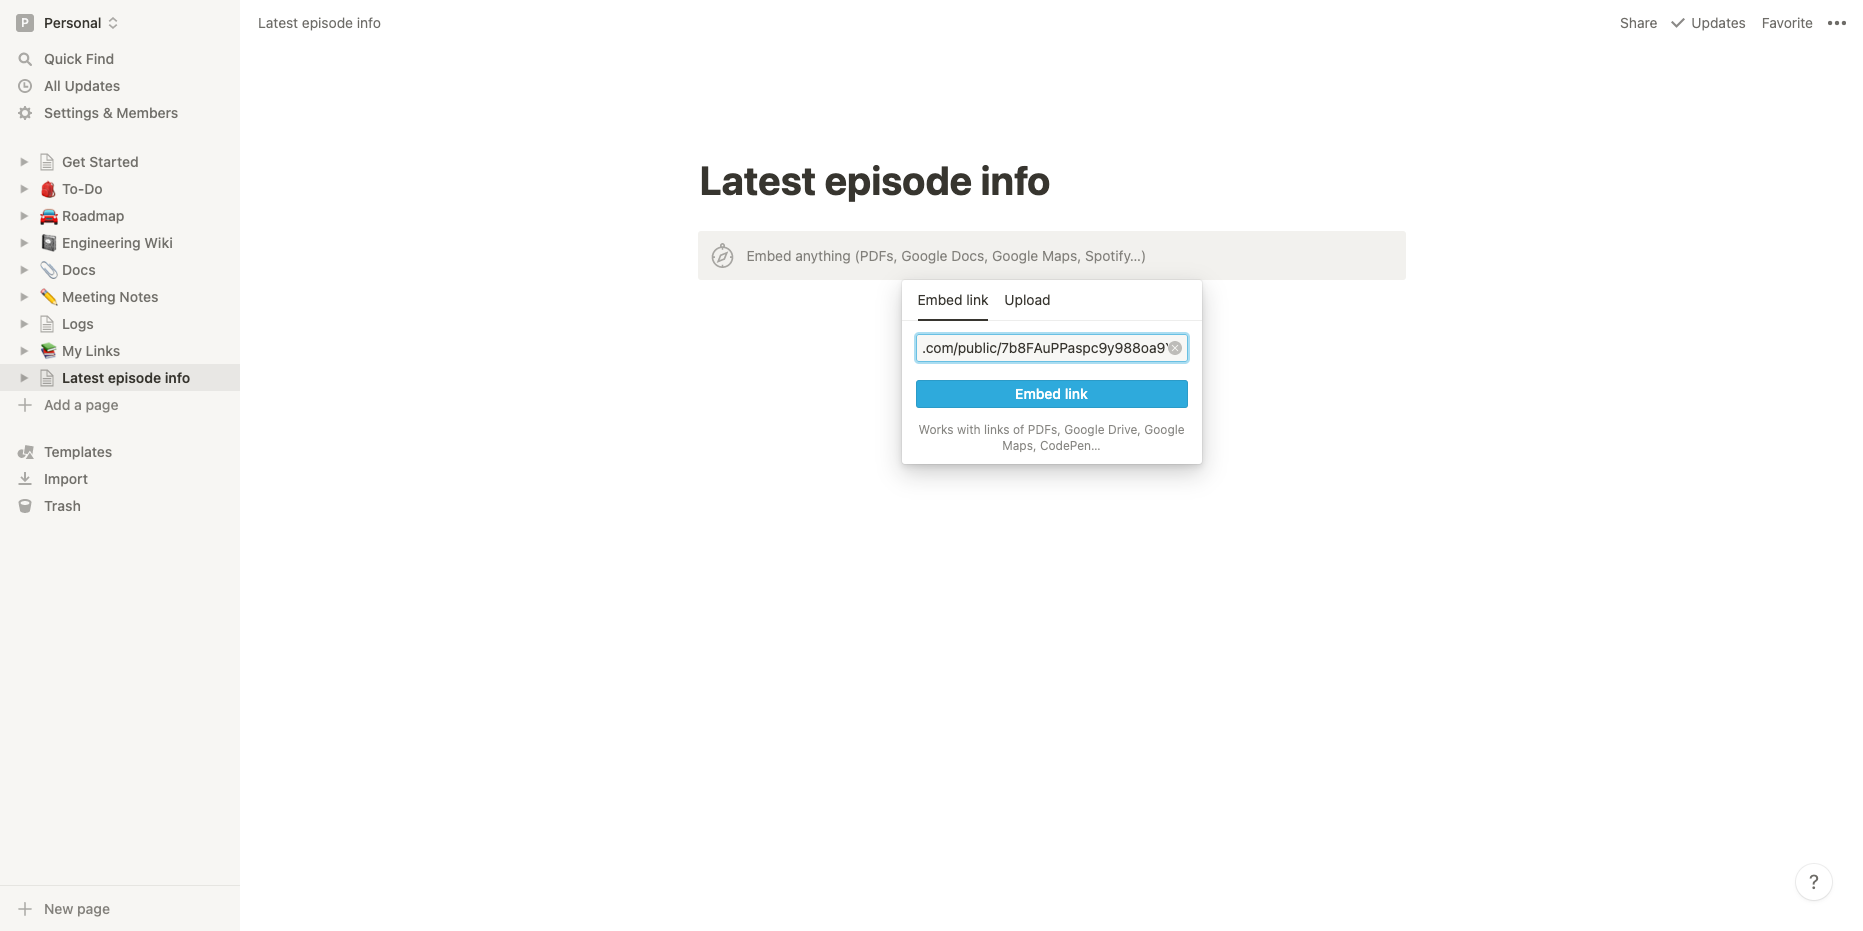 P Personal
Latest episode info
Share Updates Favorite
Quick Find
All Updates
Settings & Members
Get Started
To-Do
Roadmap
Engineering Wiki
Docs
Meeting Notes
Logs
My Links
Latest episode info
Add a page
Templates
Import
Trash
New page
Latest episode info
Embed anything (PDFs, Google Docs, Google Maps, Spotify...)
Embed link Upload
.com/public/7b8FAuPPaspc9y988oa9
Embed link
Works with links of PDFs, Google Drive, Google
Maps, CodePen...
?